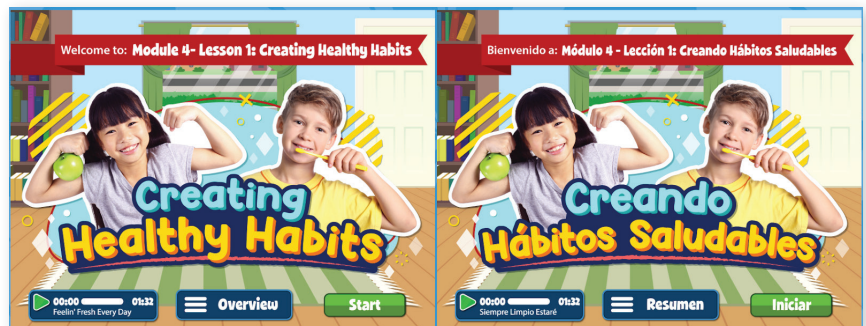 Welcome to: Module 4- Lesson 1: Creating Healthy Habits
Creating
Healthy Habits
00:00 01:32
Feelin' Fresh Every Day
Overview
Start
Bienvenido a: Módulo 4 - Lección 1: Creando Hábitos Saludables
Creando
Hábitos Saludables
00:00 01:32
Siempre Limpio Estaré
Resumen
Iniciar